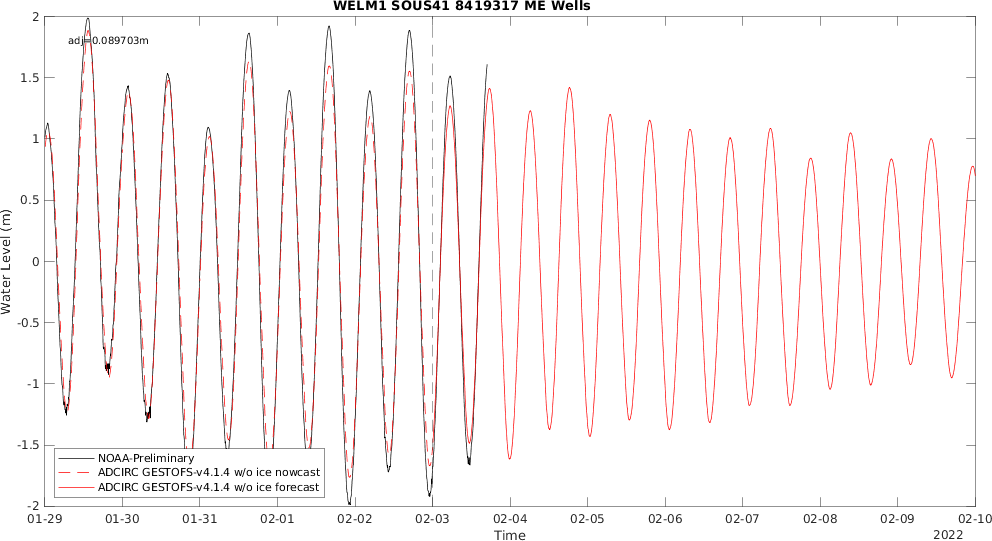 WELM1 SOUS41 8419317 ME Wells
adj=0.089703m
Water Level (m)
2
1.5
1
0.5
0
-0.5
-1
-1.5
-2
NOAA-Preliminary
ADCIRC GESTOFS-v4.1.4 w/o ice nowcast
ADCIRC GESTOFS-v4.1.4 w/o ice forecast
01-29 01-30 01-31 02-01 02-02 02-03 02-04 02-05 02-06 02-07 02-08 02-09 02-10
Time
2022